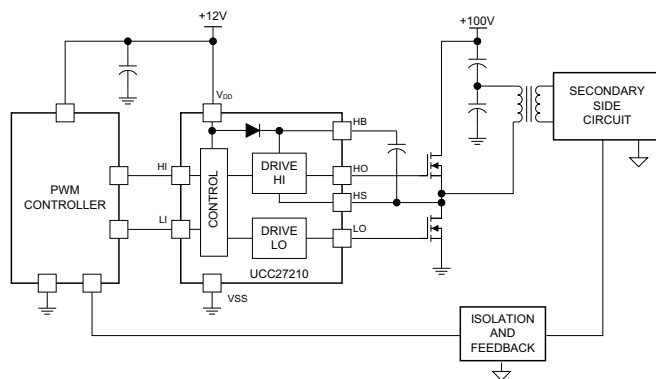 +12V
+100V
VDD
HB
SECONDARY
SIDE
CIRCUIT
PWM
CONTROLLER
HI
LI
CONTROL
DRIVE
HI
HO
HS
DRIVE
LO
LO
UCC27210
VSS
ISOLATION
AND
FEEDBACK